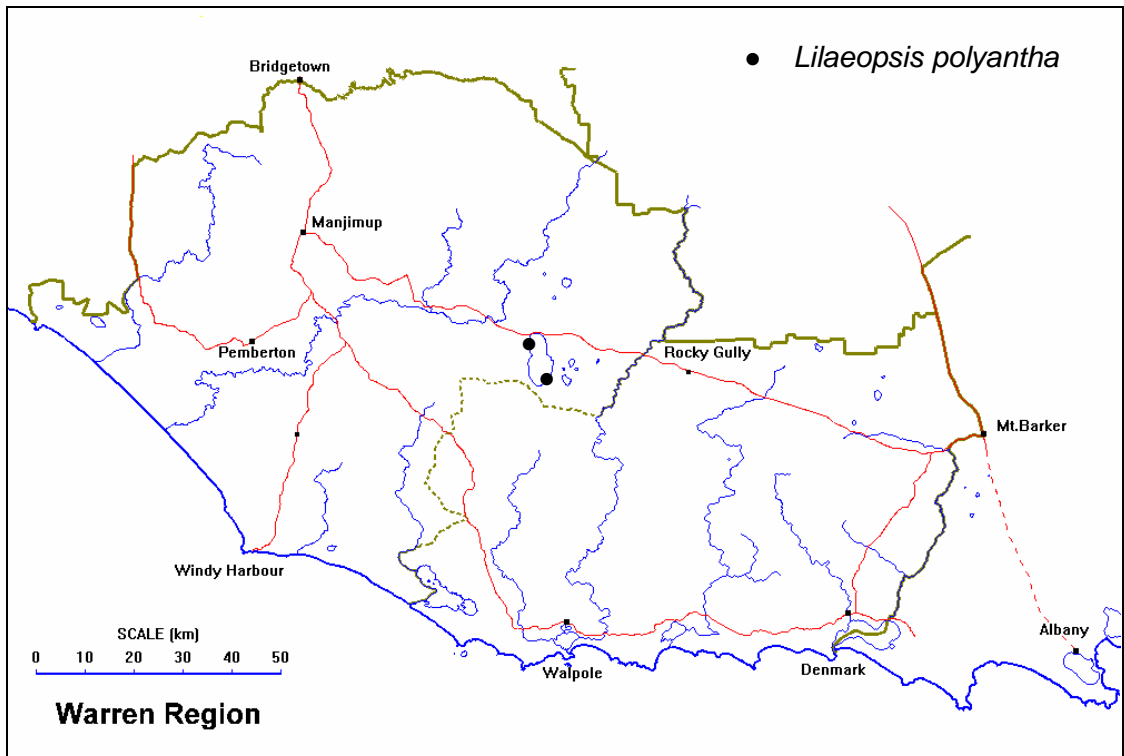 Lilaeopsis polyantha
Bridgetown
Manjimup
Pemberton
Rocky Gully
Mt.Barker
Windy Harbour
SCALE (km)
0 10 20 30 40 50
Walpole
Denmark
Albany
Warren Region